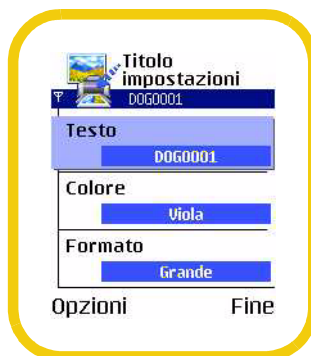 Titolo
impostazioni
DOG0001
Testo
DOG0001
Colore
Viola
Formato
Grande
Opzioni
Fine